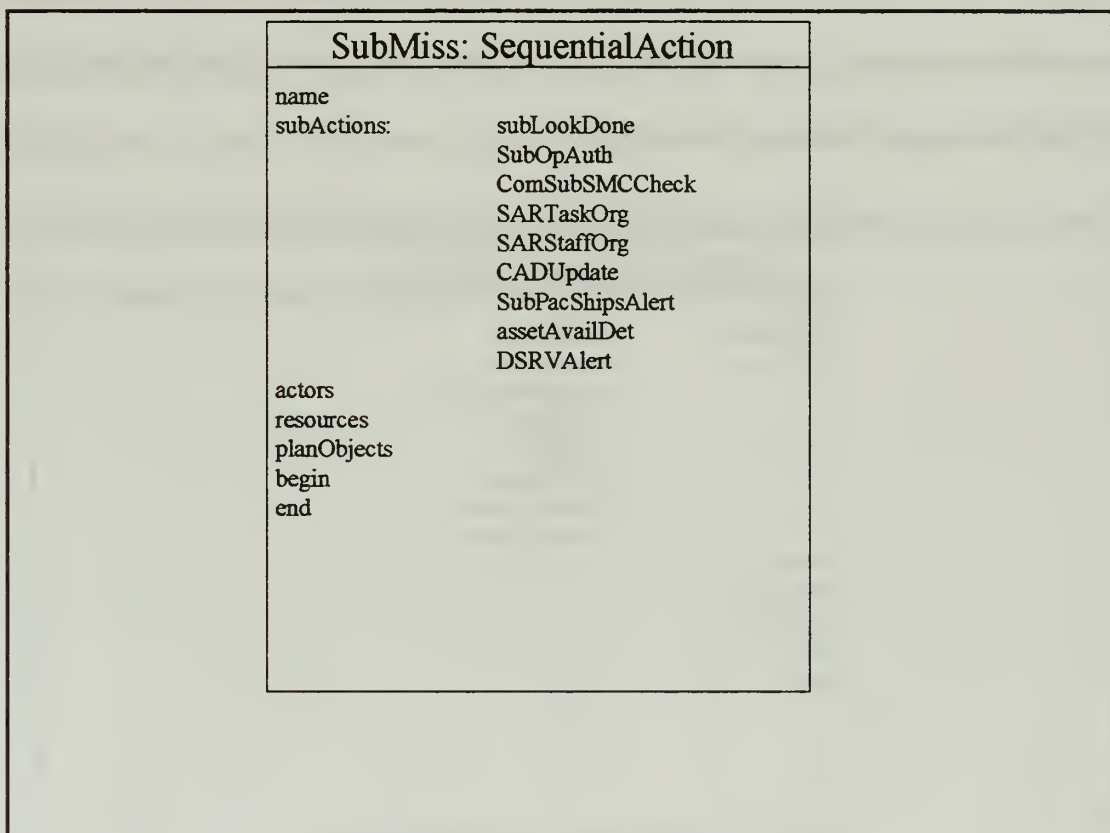 SubMiss: SequentialAction
name
subActions: subLookDone
SubOpAuth
ComSubSMCCheck
SARTaskOrg
SARStaffOrg
CADUpdate
SubPacShipsAlert
assetAvailDet
DSRVAlert
actors
resources
planObjects
begin
end